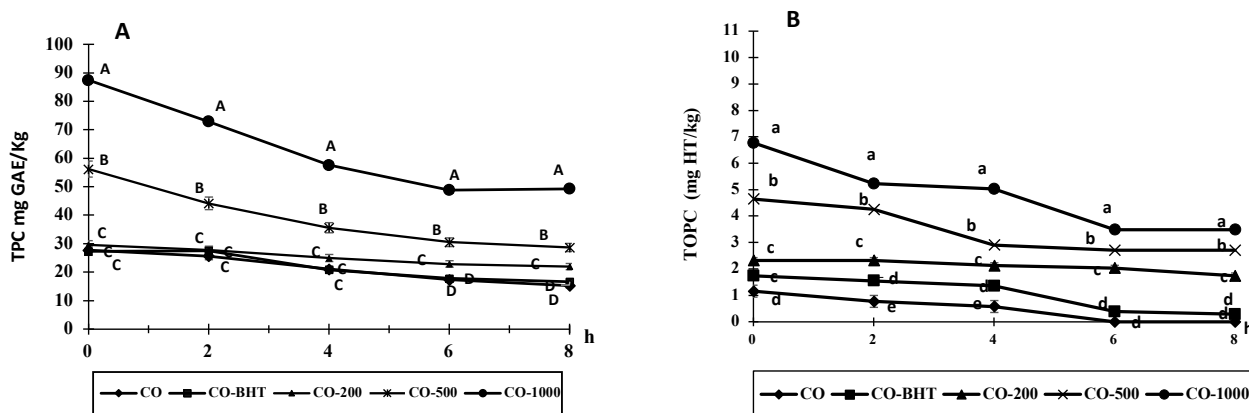 A
TPC mg GAE/Kg
100
90
80
70
60
50
40
30
20
10
0
A
A
A
A
A
B
B
B
B
B
C
C
C
C
C
C
C
C
C
C
C
D
D
D
D
0
2
4
6
8
h
CO
CO-BHT
CO-200
CO-500
CO-1000
B
TOPC (mg HT/kg)
11
10
9
8
7
6
5
4
3
2
1
0
a
a
a
a
a
b
b
b
b
b
c
c
c
c
c
c
d
d
d
d
d
e
e
d
d
0
2
4
6
8
h
CO
CO-BHT
CO-200
CO-500
CO-1000